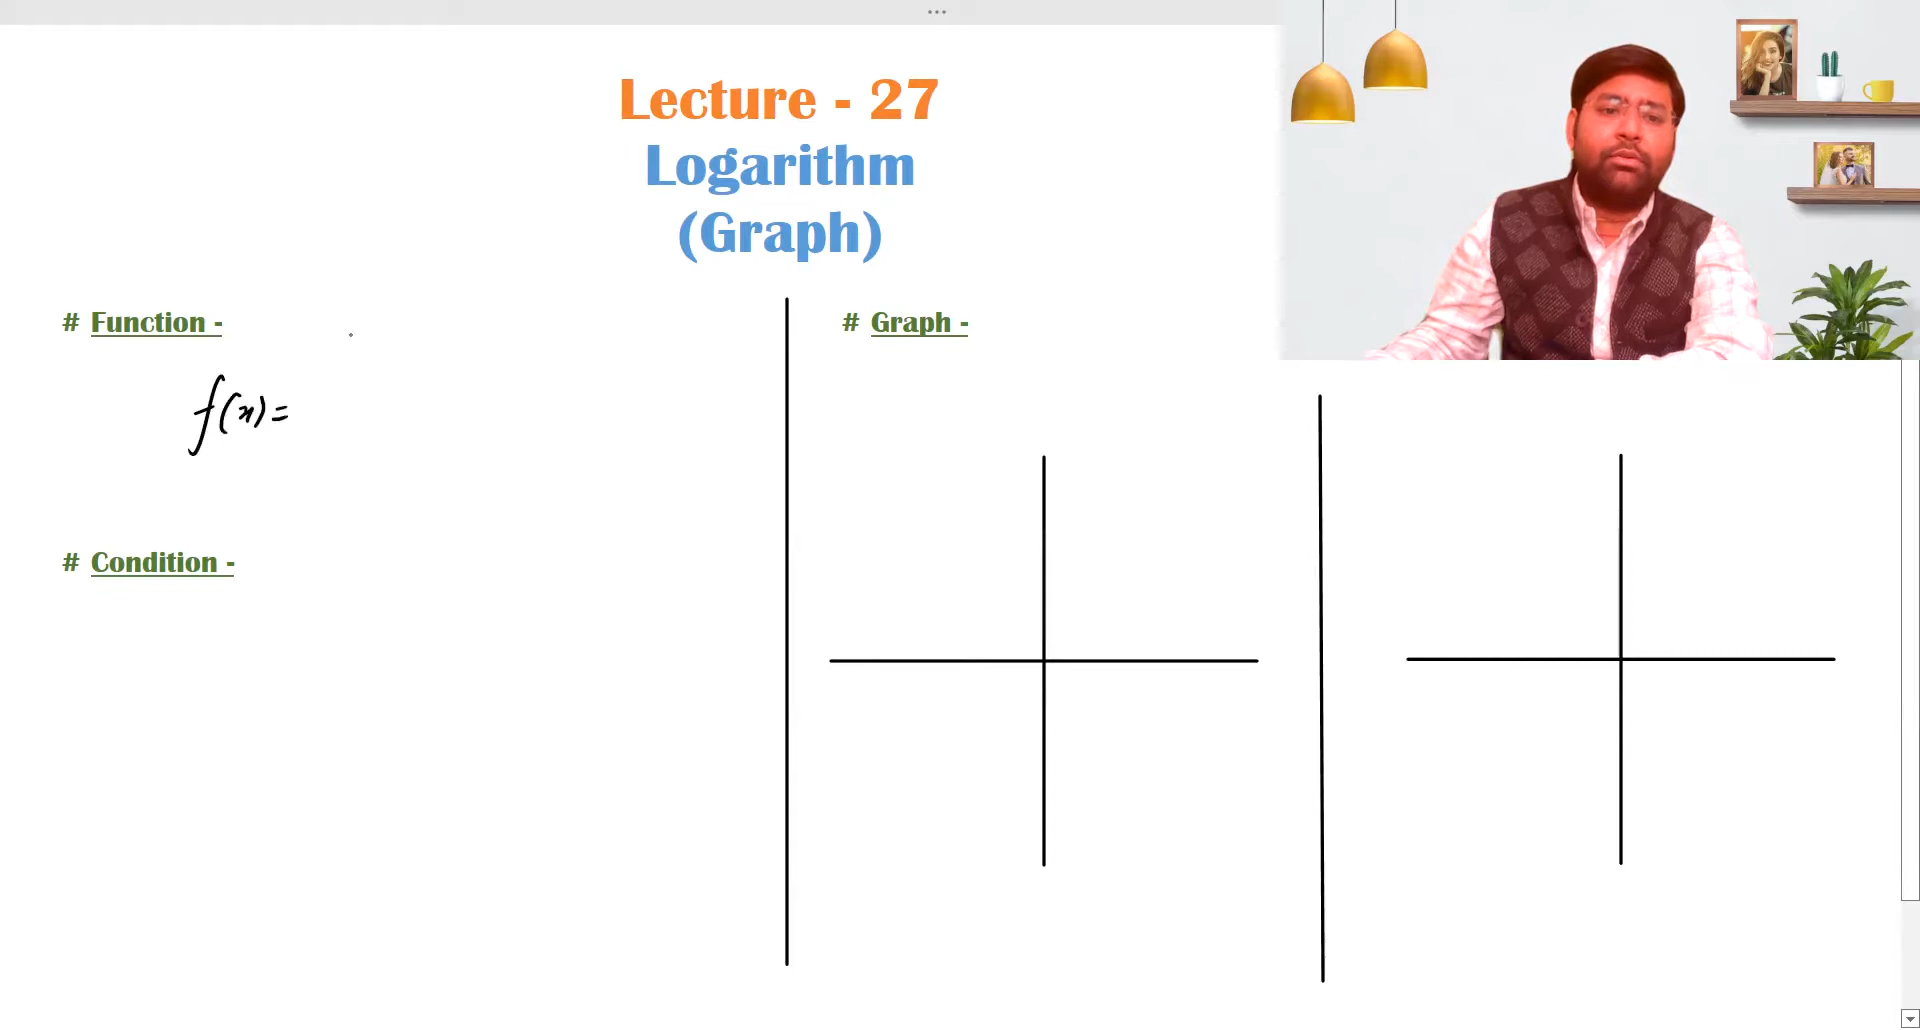 Lecture - 27
Logarithm
(Graph)
# Function -
f(x)=
# Condition -
# Graph -